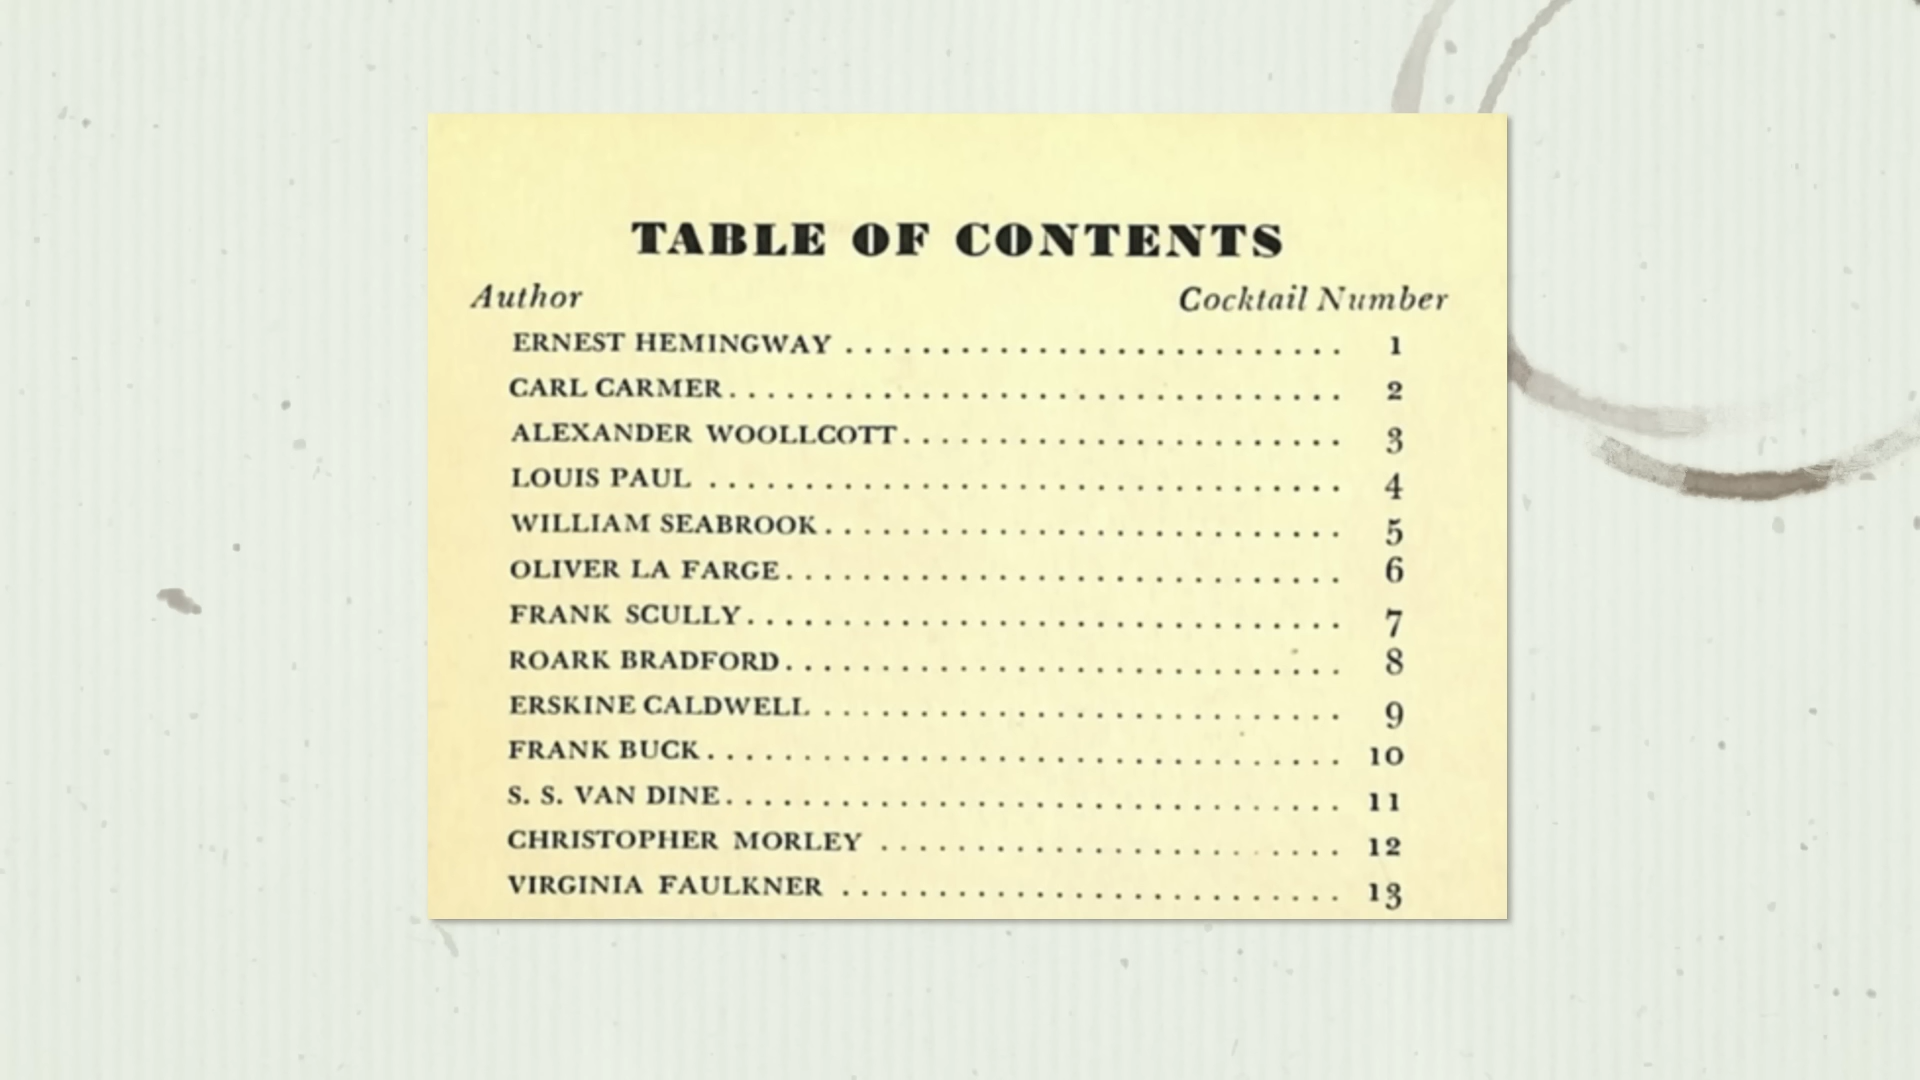 TABLE OF CONTENTS
Author Cocktail Number
ERNEST HEMINGWAY . . . . . . . . . . . . . . . . . . . . . . . . . . 1
CARL CARMER . . . . . . . . . . . . . . . . . . . . . . . . . . . . . . . . 2
ALEXANDER WOOLLCOTT . . . . . . . . . . . . . . . . . . . . . . . 3
LOUIS PAUL . . . . . . . . . . . . . . . . . . . . . . . . . . . . . . . . . 4
WILLIAM SEABROOK . . . . . . . . . . . . . . . . . . . . . . . . . . . 5
OLIVER LA FARGE . . . . . . . . . . . . . . . . . . . . . . . . . . . . . 6
FRANK SCULLY . . . . . . . . . . . . . . . . . . . . . . . . . . . . . . . 7
ROARK BRADFORD . . . . . . . . . . . . . . . . . . . . . . . . . . . . . 8
ERSKINE CALDWELL . . . . . . . . . . . . . . . . . . . . . . . . . . . 9
FRANK BUCK . . . . . . . . . . . . . . . . . . . . . . . . . . . . . . . . . 10
S. S. VAN DINE . . . . . . . . . . . . . . . . . . . . . . . . . . . . . . . . 11
CHRISTOPHER MORLEY . . . . . . . . . . . . . . . . . . . . . . . . 12
VIRGINIA FAULKNER . . . . . . . . . . . . . . . . . . . . . . . . . . 13